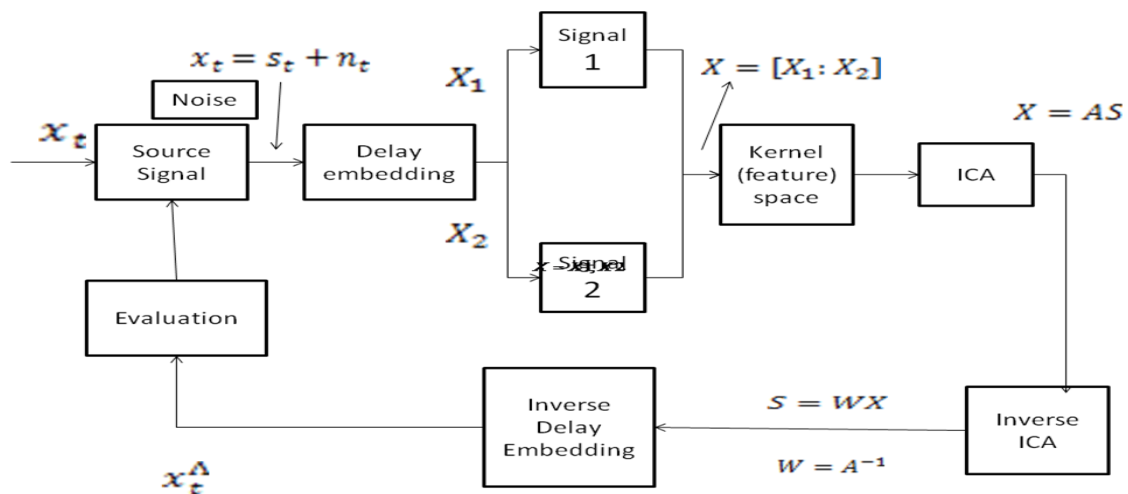 x_t = s_t + n_t
Noise
x_t
Source
Signal
Delay
embedding
X_1
X_2
Signal
1
Signal
2
X = [X_1: X_2]
Kernel
(feature)
space
X = AS
ICA
Inverse
ICA
S = WX
W = A^{-1}
Inverse
Delay
Embedding
x_t^Λ
Evaluation